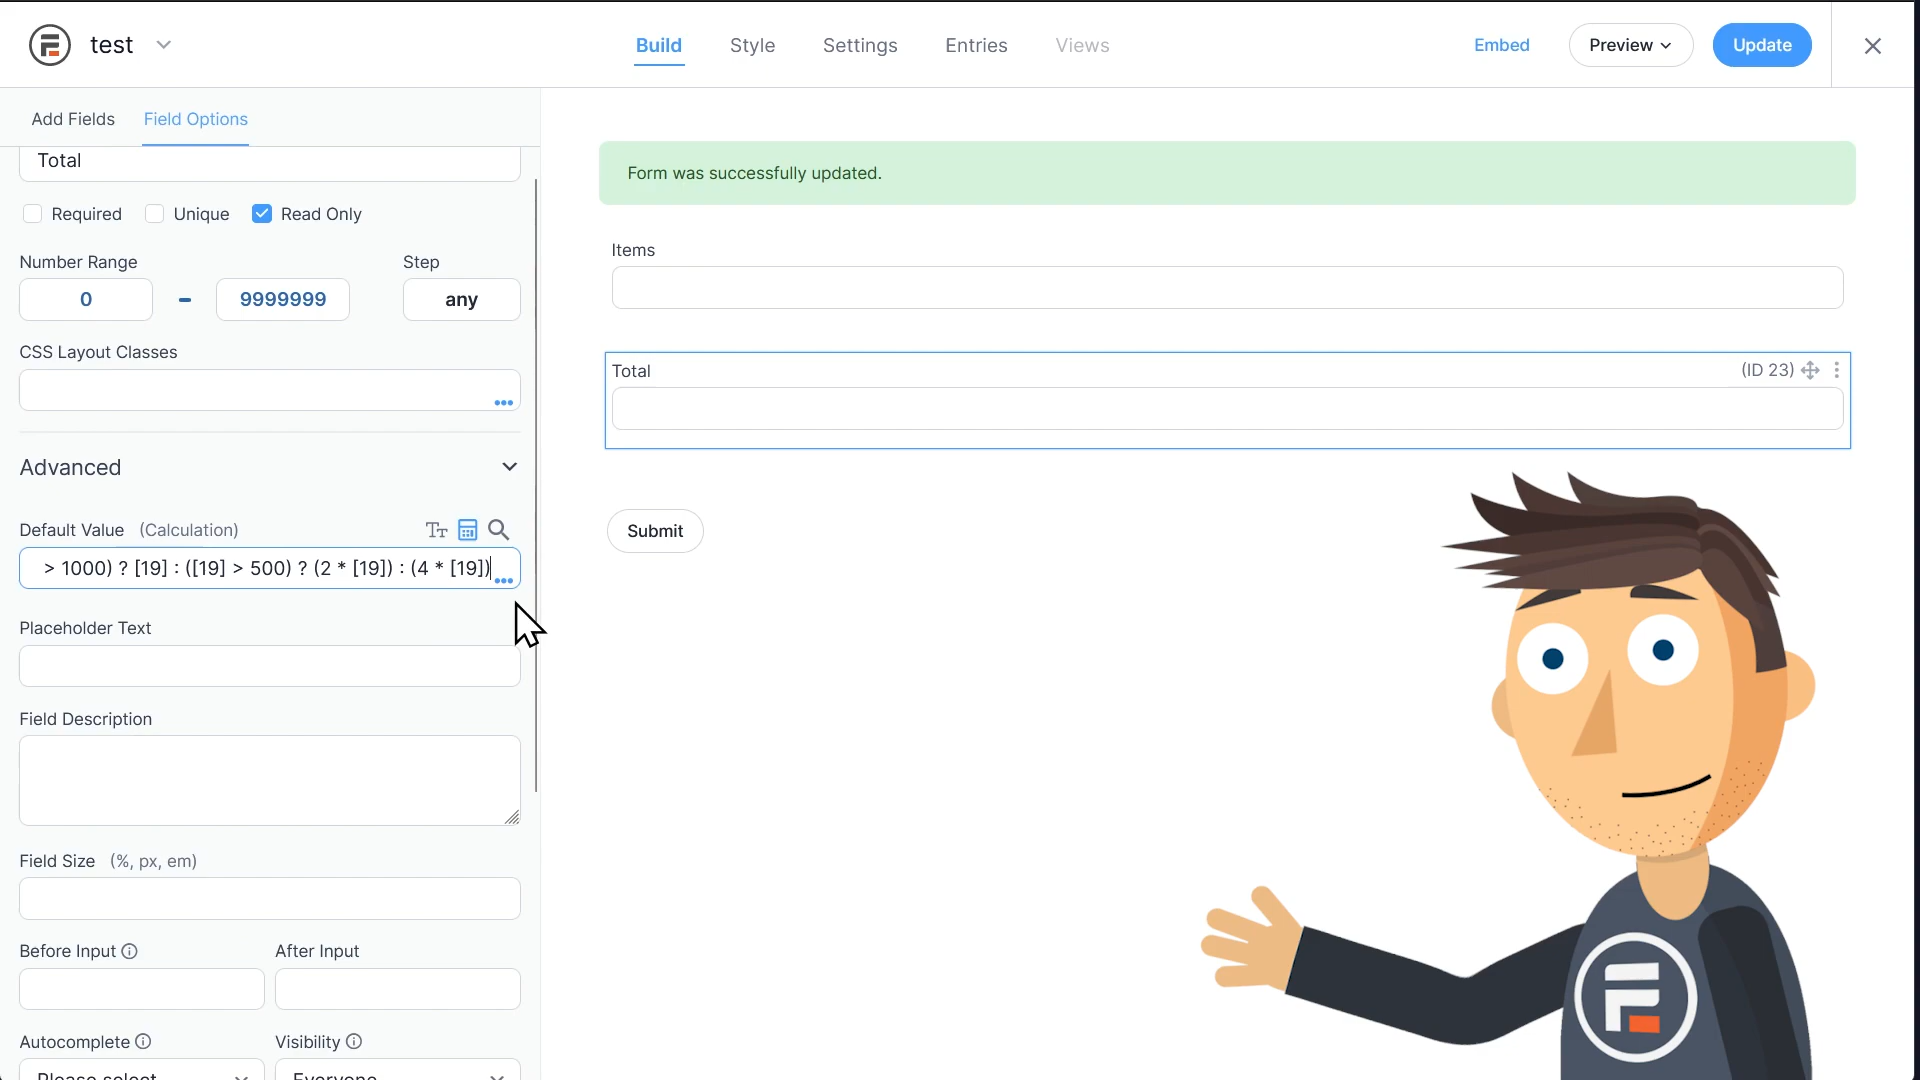 test
Build
Style
Settings
Entries
Views
Embed
Preview
Update
Add Fields
Field Options
Total
Required
Unique
Read Only
Number Range
Step
0
-
9999999
any
CSS Layout Classes
Advanced
Default Value (Calculation)
> 1000) ? [19] : ([19] > 500) ? (2 * [19]) : (4 * [19])
Placeholder Text
Field Description
Field Size (%, px, em)
Before Input
After Input
Autocomplete
Visibility
Please select
Everyone
Form was successfully updated.
Items
Total
(ID 23)
Submit